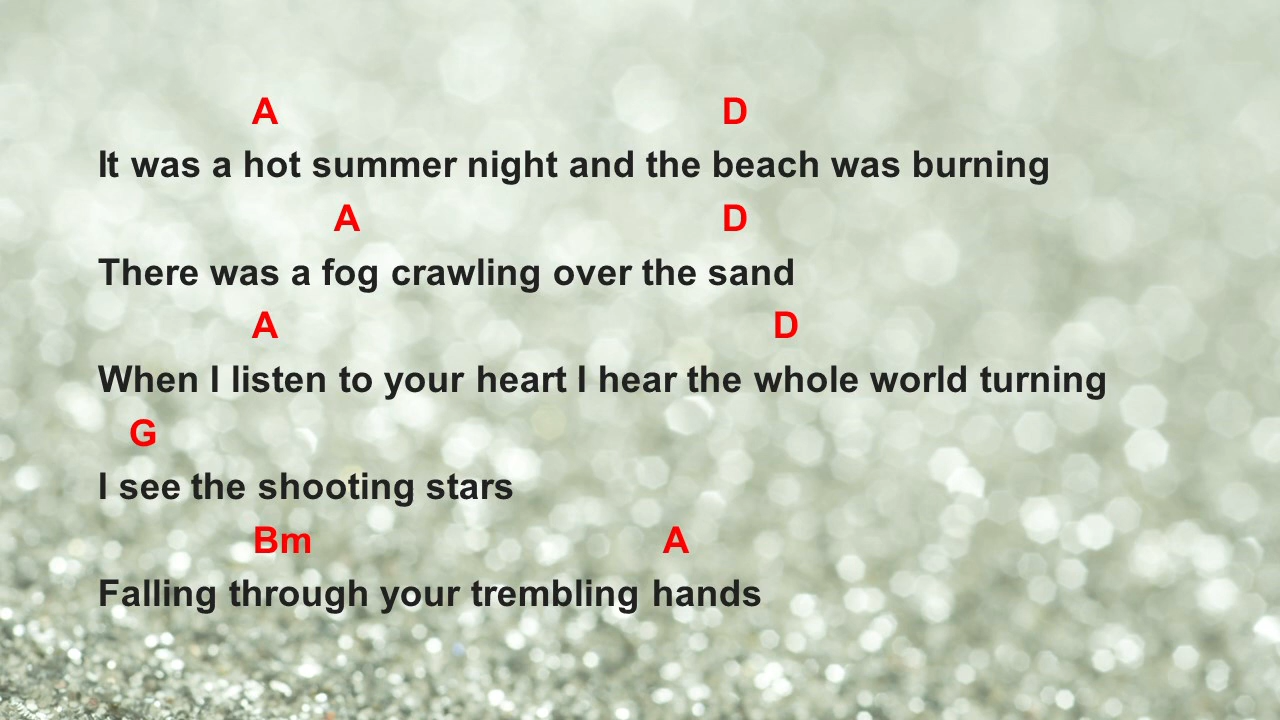 A D
It was a hot summer night and the beach was burning
A D
There was a fog crawling over the sand
A D
When I listen to your heart I hear the whole world turning
G
I see the shooting stars
Bm A
Falling through your trembling hands